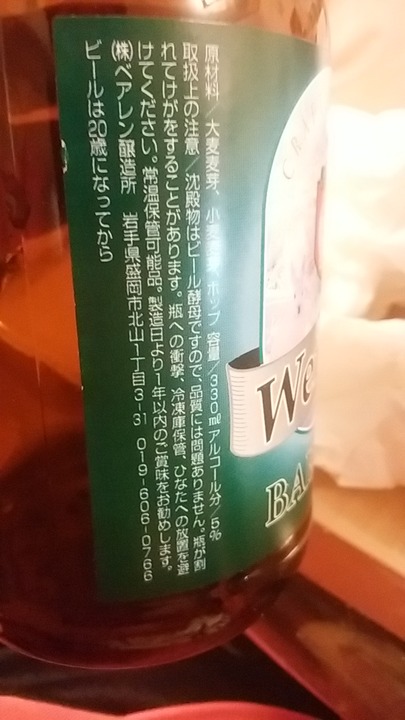 原材料/大麦麦芽、小麦麦芽、ホップ 容量/330㎖ アルコール分/5%
取扱上の注意/沈殿物はビール酵母ですので、品質には問題ありません。瓶が割
れてけがをすることがあります。瓶への衝撃、冷凍庫保管、ひなたへの放置を避
けてください。常温保管可能品。製造日より1年以内のご賞味をお勧めします。
(株)ベアレン醸造所 岩手県盛岡市北山1丁目3-31 019-606-0766
ビールは20歳になってから
CRA
We
BA